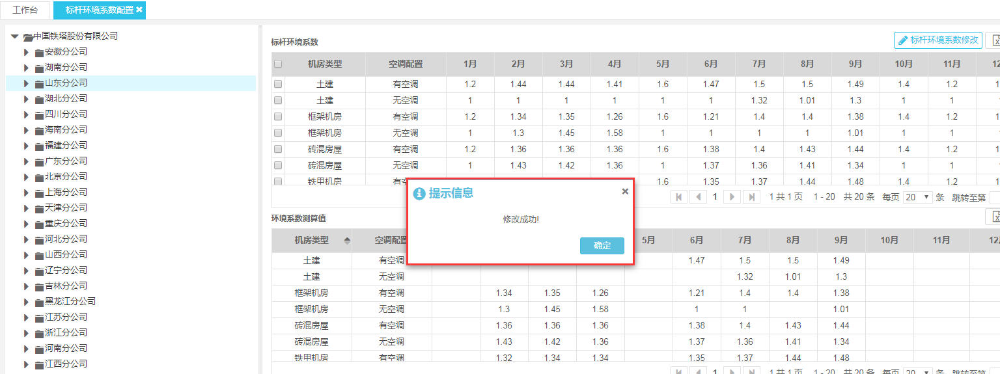 工作台 标杆环境系数配置 ✖
中国铁塔股份有限公司
安徽分公司
湖南分公司
山东分公司
湖北分公司
四川分公司
海南分公司
福建分公司
广东分公司
北京分公司
上海分公司
天津分公司
重庆分公司
河北分公司
山西分公司
辽宁分公司
吉林分公司
黑龙江分公司
江苏分公司
浙江分公司
河南分公司
江西分公司
标杆环境系数 标杆环境系数修改
机房类型 空调配置 1月 2月 3月 4月 5月 6月 7月 8月 9月 10月 11月 12
土建 有空调 1.2 1.44 1.44 1.41 1.6 1.47 1.5 1.5 1.49 1.4 1.2 1.
土建 无空调 1 1 1 1 1 1 1.32 1.01 1.3 1 1
框架机房 有空调 1.2 1.34 1.35 1.26 1.6 1.21 1.4 1.4 1.38 1.4 1.2 1.
框架机房 无空调 1 1.3 1.45 1.58 1 1 1 1 1.01 1 1
砖混房屋 有空调 1.2 1.36 1.36 1.36 1.6 1.38 1.4 1.43 1.44 1.4 1.2 1.
砖混房屋 无空调 1 1.43 1.42 1.36 1 1.37 1.36 1.41 1.34 1 1
铁甲机房 有空 1.6 1.35 1.37 1.44 1.48 1.4 1.2 1.
1 1 共 1 页 1 - 20 共 20 条 每页 20 条 跳转至第
提示信息 ×
修改成功!
确定
环境系数测算值
机房类型 空调配置 5月 6月 7月 8月 9月 10月 11月 12月
土建 有空调 1.47 1.5 1.5 1.49
土建 无空调 1.32 1.01 1.3
框架机房 有空调 1.34 1.35 1.26 1.21 1.4 1.4 1.38
框架机房 无空调 1.3 1.45 1.58 1 1 1.01
砖混房屋 有空调 1.36 1.36 1.36 1.38 1.4 1.43 1.44
砖混房屋 无空调 1.43 1.42 1.36 1.37 1.36 1.41 1.34
铁甲机房 有空调 1.32 1.34 1.34 1.35 1.37 1.44 1.48
1 1 共 1 页 1 - 20 共 20 条 每页 20 条 跳转至第